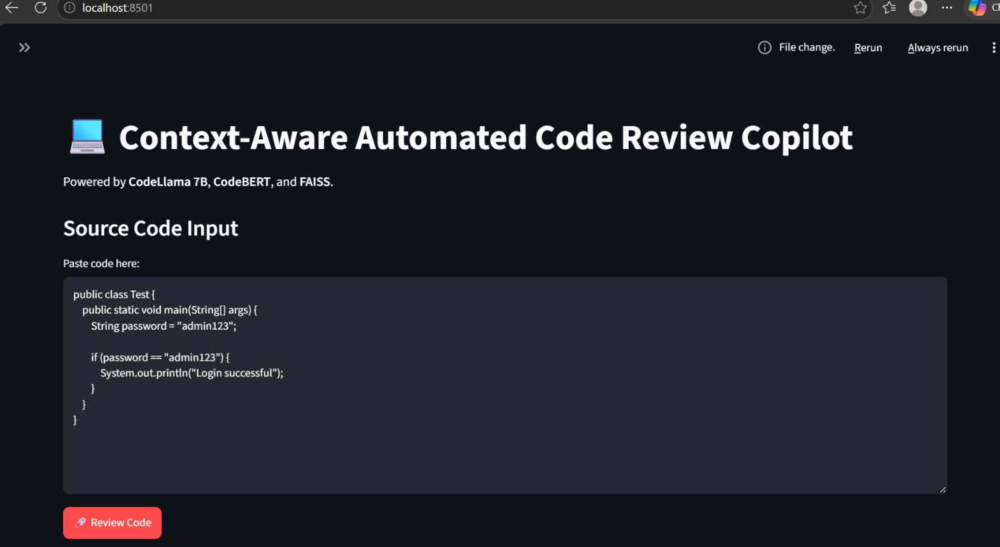 localhost:8501
File change. Rerun Always rerun
💻 Context-Aware Automated Code Review Copilot
Powered by CodeLlama 7B, CodeBERT, and FAISS.
Source Code Input
Paste code here:
public class Test {
    public static void main(String[] args) {
        String password = "admin123";

        if (password == "admin123") {
            System.out.println("Login successful");
        }
    }
}
🚀 Review Code